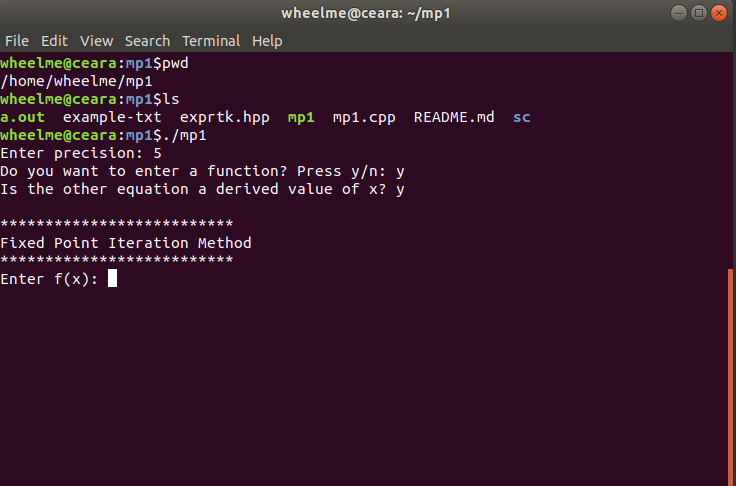 wheelme@ceara: ~/mp1
File Edit View Search Terminal Help
wheelme@ceara:mp1$pwd
/home/wheelme/mp1
wheelme@ceara:mp1$ls
a.out  example-txt  exprtk.hpp  mp1  mp1.cpp  README.md  sc
wheelme@ceara:mp1$./mp1
Enter precision: 5
Do you want to enter a function? Press y/n: y
Is the other equation a derived value of x? y
**************************
Fixed Point Iteration Method
**************************
Enter f(x):